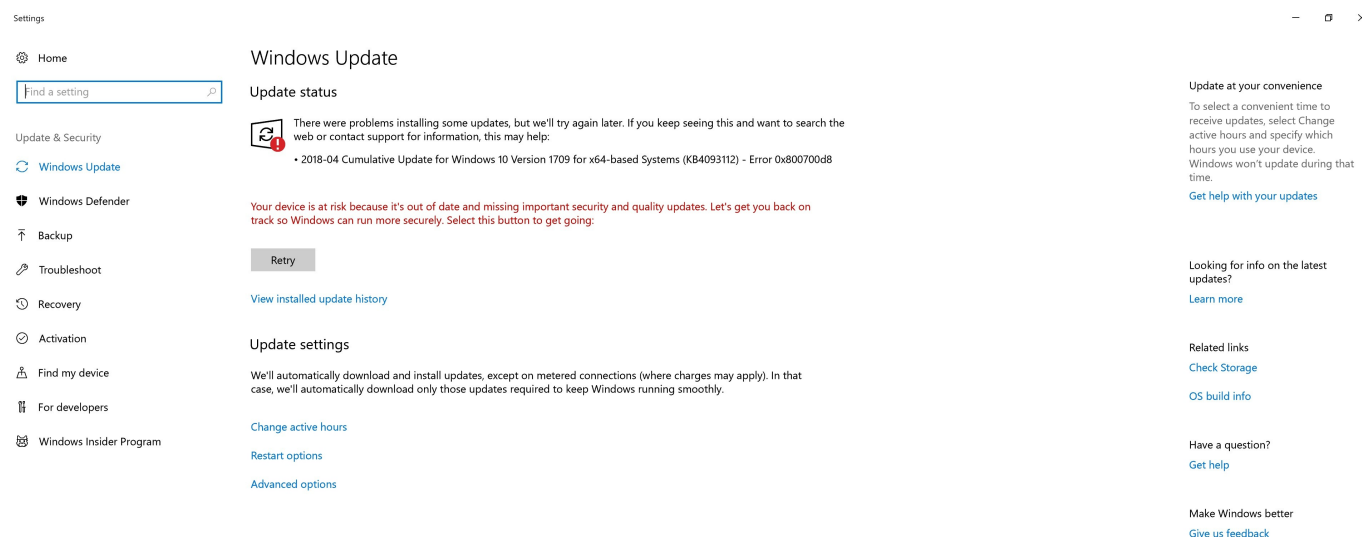 Settings
Home
Find a setting
Update & Security
Windows Update
Windows Defender
Backup
Troubleshoot
Recovery
Activation
Find my device
For developers
Windows Insider Program
Windows Update
Update status
There were problems installing some updates, but we'll try again later. If you keep seeing this and want to search the
web or contact support for information, this may help:
• 2018-04 Cumulative Update for Windows 10 Version 1709 for x64-based Systems (KB4093112) - Error 0x800700d8
Your device is at risk because it's out of date and missing important security and quality updates. Let's get you back on
track so Windows can run more securely. Select this button to get going:
Retry
View installed update history
Update settings
We'll automatically download and install updates, except on metered connections (where charges may apply). In that
case, we'll automatically download only those updates required to keep Windows running smoothly.
Change active hours
Restart options
Advanced options
Update at your convenience
To select a convenient time to
receive updates, select Change
active hours and specify which
hours you use your device.
Windows won't update during that
time.
Get help with your updates
Looking for info on the latest
updates?
Learn more
Related links
Check Storage
OS build info
Have a question?
Get help
Make Windows better
Give us feedback